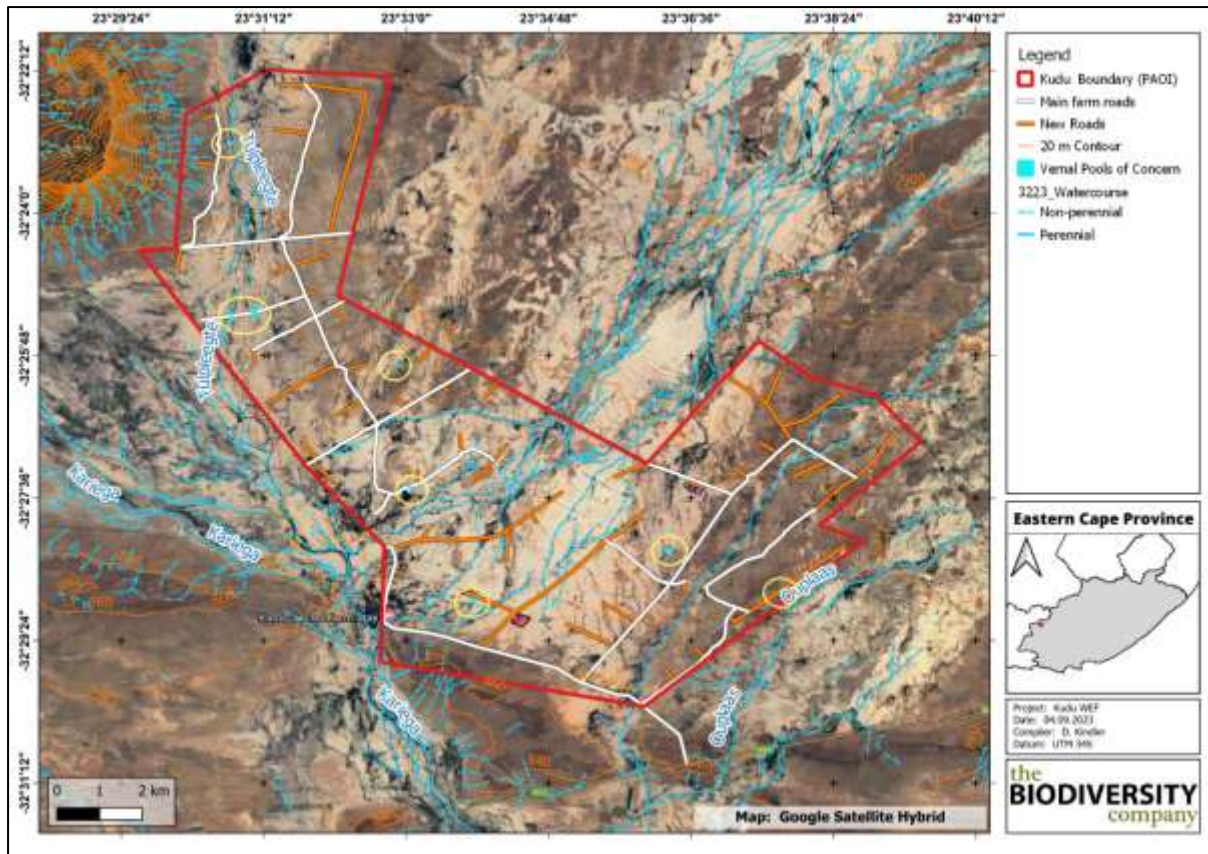 23°29'24" 23°31'12" 23°33'0" 23°34'48" 23°36'36" 23°38'24" 23°40'12"
-32°22'12"
-32°24'0"
-32°25'48"
-32°27'36"
-32°29'24"
-32°31'12"
Tulpleegte
Tulpleegte
Kariega
Kariega
Kariega
Ouplaas
Ouplaas
0 1 2 km
Map: Google Satellite Hybrid
Legend
Kudu Boundary (PAOI)
Main farm roads
New Roads
20 m Contour
Vernal Pools of Concern
3223_Watercourse
Non-perennial
Perennial
Eastern Cape Province
Project: Kudu WEF
Date: 04.09.2023
Compiler: D. Kindler
Datum: UTM 34S
the
BIODIVERSITY
company